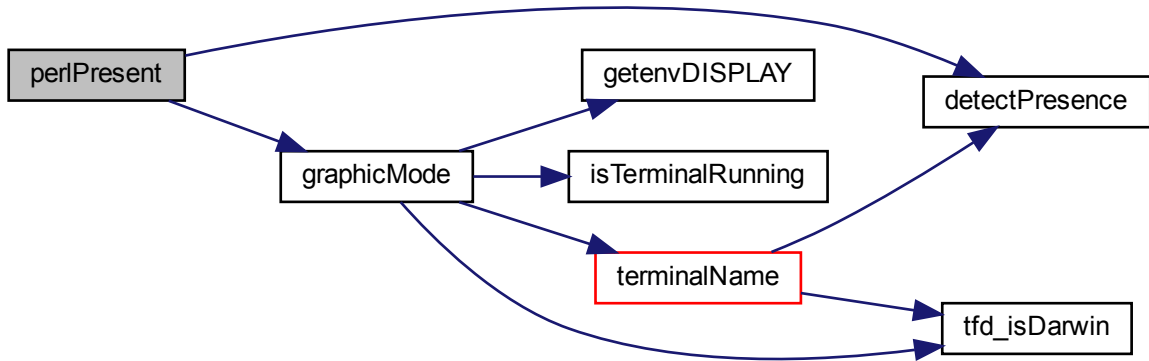 perlPresent
getenvDISPLAY
detectPresence
graphicMode
isTerminalRunning
terminalName
tfd_isDarwin